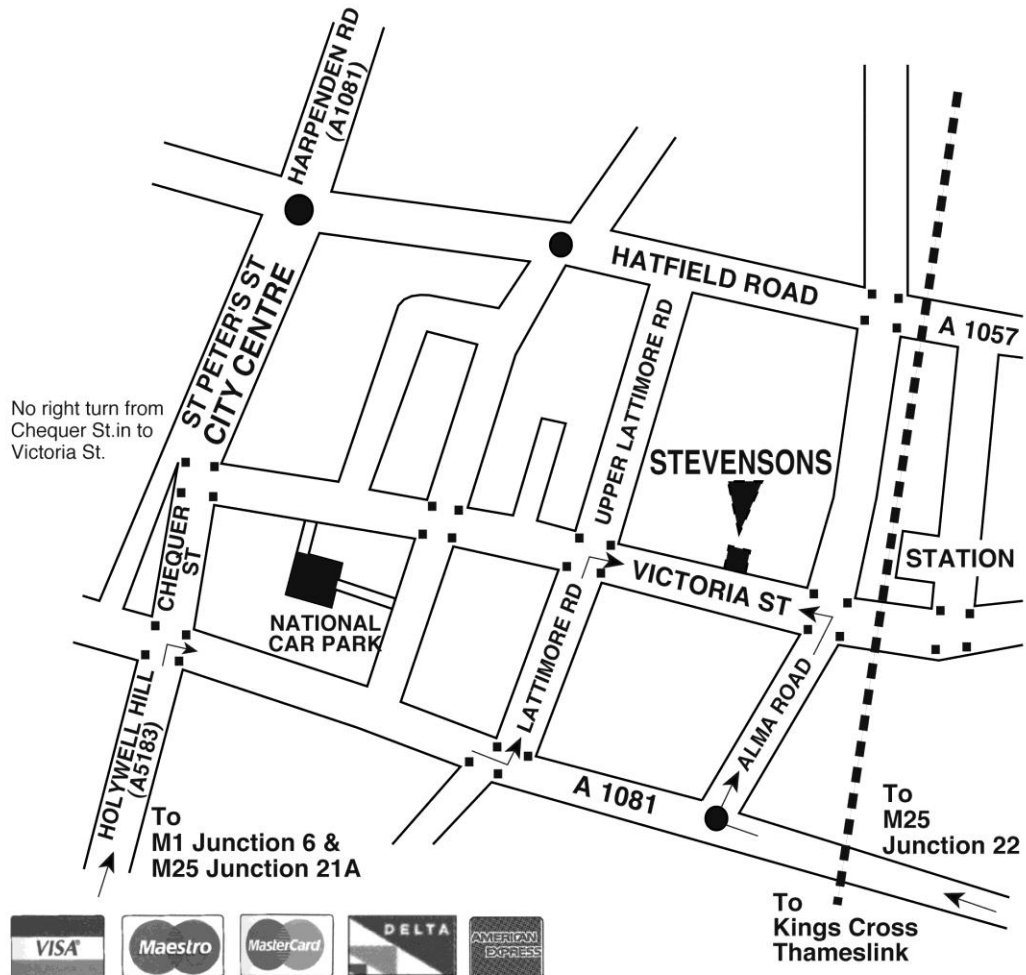 HARPENDEN RD
(A1081)
HATFIELD ROAD
A 1057
ST PETER'S ST
CITY CENTRE
No right turn from
Chequer St.in to
Victoria St.
UPPER LATTIMORE RD
STEVENSONS
STATION
CHEQUER
ST
VICTORIA ST
NATIONAL
CAR PARK
LATTIMORE RD
ALMA ROAD
HOLYWELL HILL
(A5183)
A 1081
To
M1 Junction 6 &
M25 Junction 21A
To
M25
Junction 22
To
Kings Cross
Thameslink
VISA
Maestro
MasterCard
DELTA
AMERICAN
EXPRESS